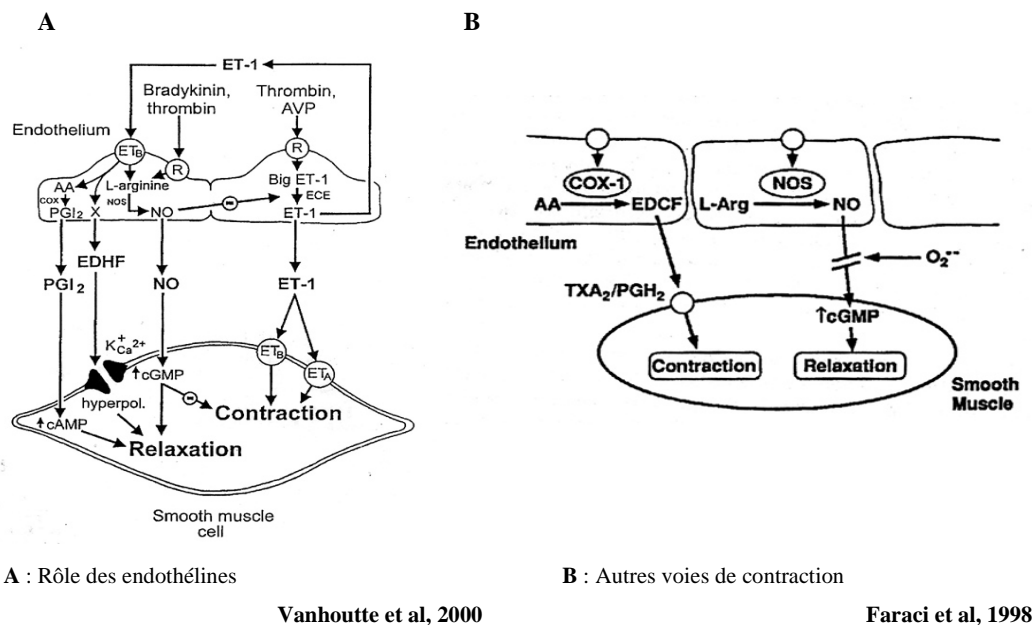 A
ET-1
Bradykinin, thrombin
Thrombin, AVP
Endothelium
ETB
R
R
AA
L-arginine
Big ET-1
COX
NOS
ECE
PGI2
X
NO
ET-1
EDHF
PGI2
NO
ET-1
K+Ca2+
ETB
ETA
↑cGMP
hyperpol.
Contraction
↑cAMP
Relaxation
Smooth muscle
cell
B
COX-1
NOS
AA
EDCF
L-Arg
NO
Endothelium
O2·-
TXA2/PGH2
↑cGMP
Contraction
Relaxation
Smooth
Muscle
A : Rôle des endothélines
B : Autres voies de contraction
Vanhoutte et al, 2000
Faraci et al, 1998